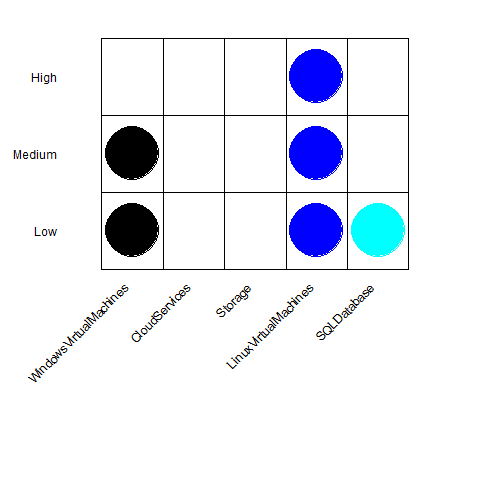 High
Medium
Low
WindowsVirtualMachines
CloudServices
Storage
LinuxVirtualMachines
SQLDatabase